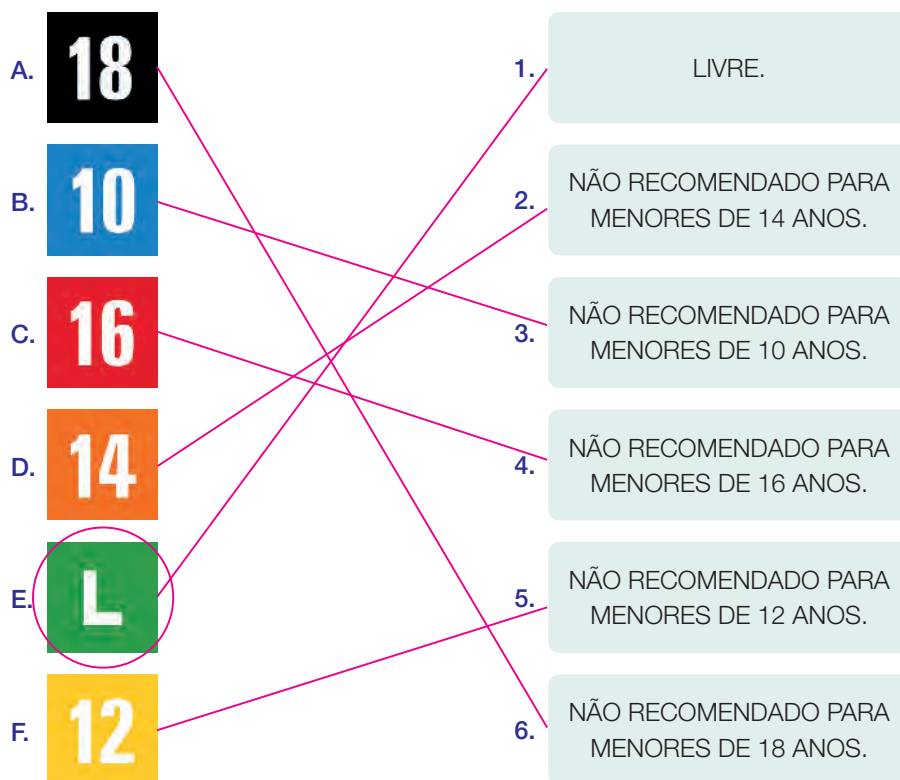 A. 18
1. LIVRE.
B. 10
2. NÃO RECOMENDADO PARA
MENORES DE 14 ANOS.
C. 16
3. NÃO RECOMENDADO PARA
MENORES DE 10 ANOS.
D. 14
4. NÃO RECOMENDADO PARA
MENORES DE 16 ANOS.
E. L
5. NÃO RECOMENDADO PARA
MENORES DE 12 ANOS.
F. 12
6. NÃO RECOMENDADO PARA
MENORES DE 18 ANOS.